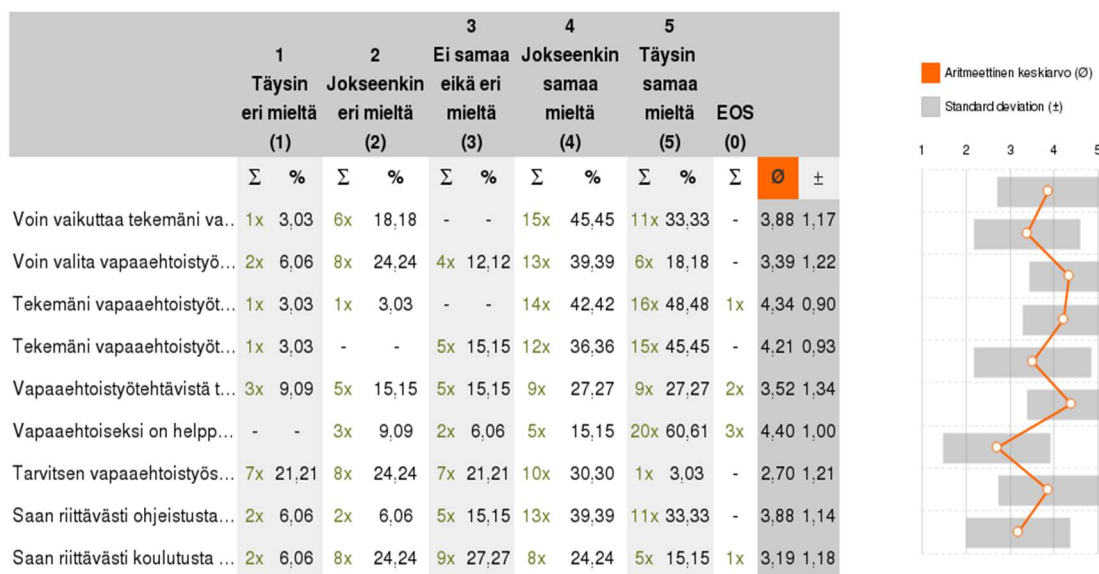 1 Täysin eri mieltä (1) 2 Jokseenkin eri mieltä (2) 3 Ei samaa eikä eri mieltä (3) 4 Jokseenkin samaa mieltä (4) 5 Täysin samaa mieltä (5) EOS (0)
Σ % Σ % Σ % Σ % Σ % Σ Ø ±
Voin vaikuttaa tekemäni va... 1x 3,03 6x 18,18 - - 15x 45,45 11x 33,33 - 3,88 1,17
Voin valita vapaaehtoistyö... 2x 6,06 8x 24,24 4x 12,12 13x 39,39 6x 18,18 - 3,39 1,22
Tekemäni vapaaehtoistyöt... 1x 3,03 1x 3,03 - - 14x 42,42 16x 48,48 1x 4,34 0,90
Tekemäni vapaaehtoistyöt... 1x 3,03 - - 5x 15,15 12x 36,36 15x 45,45 - 4,21 0,93
Vapaaehtoistyötehtävistä t... 3x 9,09 5x 15,15 5x 15,15 9x 27,27 9x 27,27 2x 3,52 1,34
Vapaaehtoiseksi on helpp... - - 3x 9,09 2x 6,06 5x 15,15 20x 60,61 3x 4,40 1,00
Tarvitsen vapaaehtoistyös... 7x 21,21 8x 24,24 7x 21,21 10x 30,30 1x 3,03 - 2,70 1,21
Saan riittävästi ohjeistusta... 2x 6,06 2x 6,06 5x 15,15 13x 39,39 11x 33,33 - 3,88 1,14
Saan riittävästi koulutusta ... 2x 6,06 8x 24,24 9x 27,27 8x 24,24 5x 15,15 1x 3,19 1,18
Aritmeettinen keskiarvo (Ø)
Standard deviation (±)
1 2 3 4 5